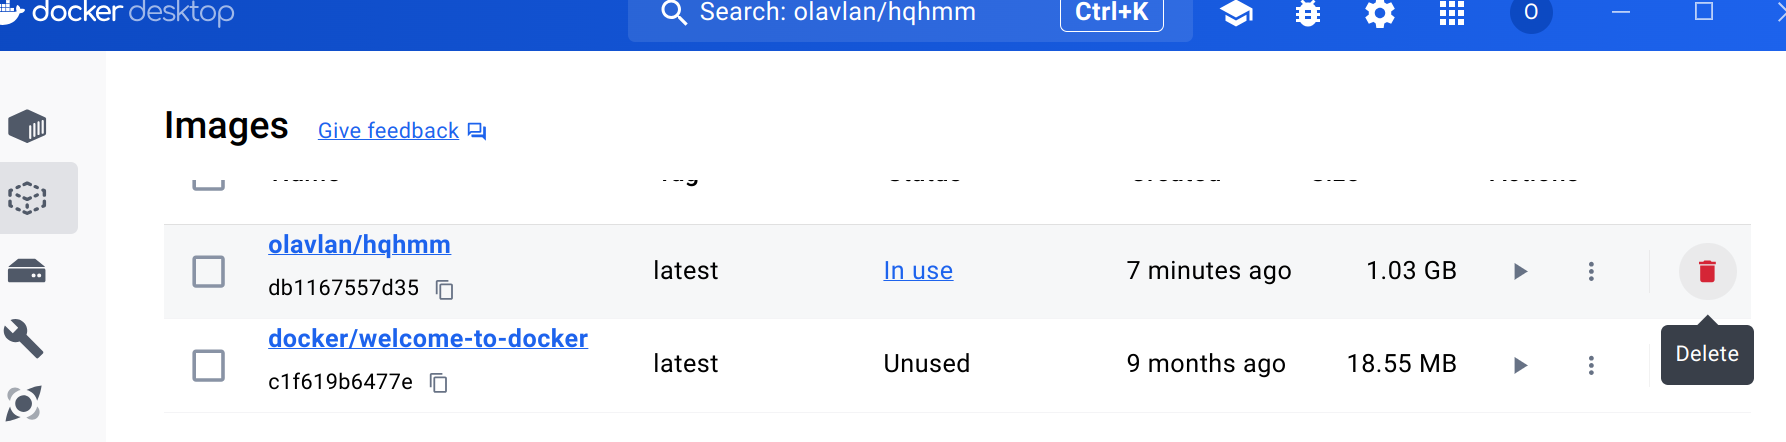 docker desktop
Search: olavlan/hqhmm
Ctrl+K
O
Images
Give feedback
Name Tag Status Created Size Actions
olavlan/hqhmm
db1167557d35
latest
In use
7 minutes ago
1.03 GB
Delete
docker/welcome-to-docker
c1f619b6477e
latest
Unused
9 months ago
18.55 MB